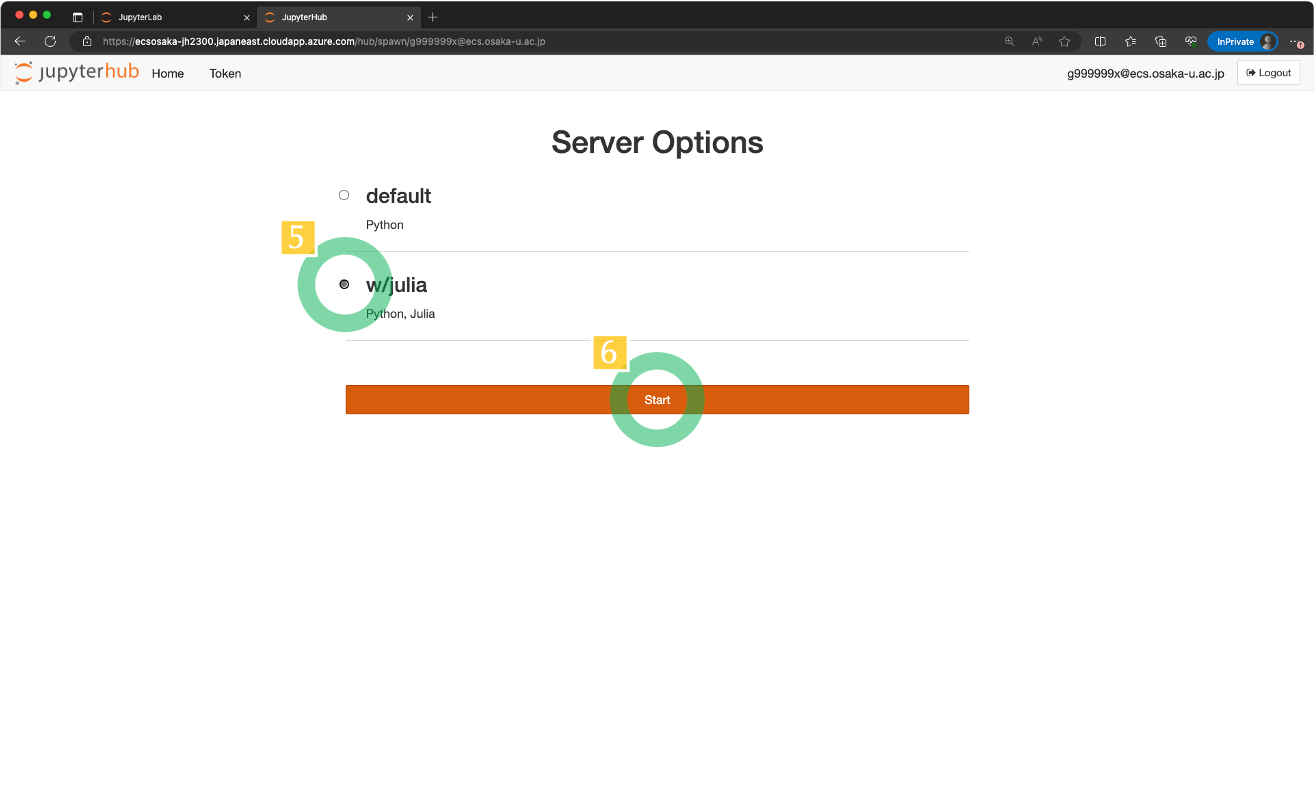 JupyterLab
JupyterHub
https://ecsosaka-jh2300.japaneast.cloudapp.azure.com/hub/spawn/g999999x@ecs.osaka-u.ac.jp
InPrivate
jupyterhub
Home
Token
g999999x@ecs.osaka-u.ac.jp
Logout
Server Options
default
Python
5
w/julia
Python, Julia
6
Start